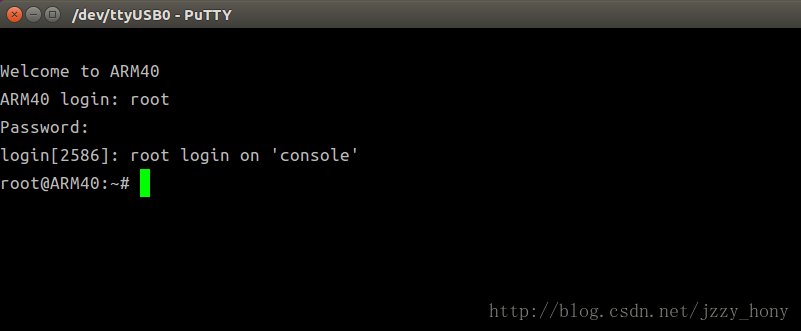 /dev/ttyUSB0 - PuTTY
Welcome to ARM40
ARM40 login: root
Password:
login[2586]: root login on 'console'
root@ARM40:~#
http://blog.csdn.net/jzzy_hony